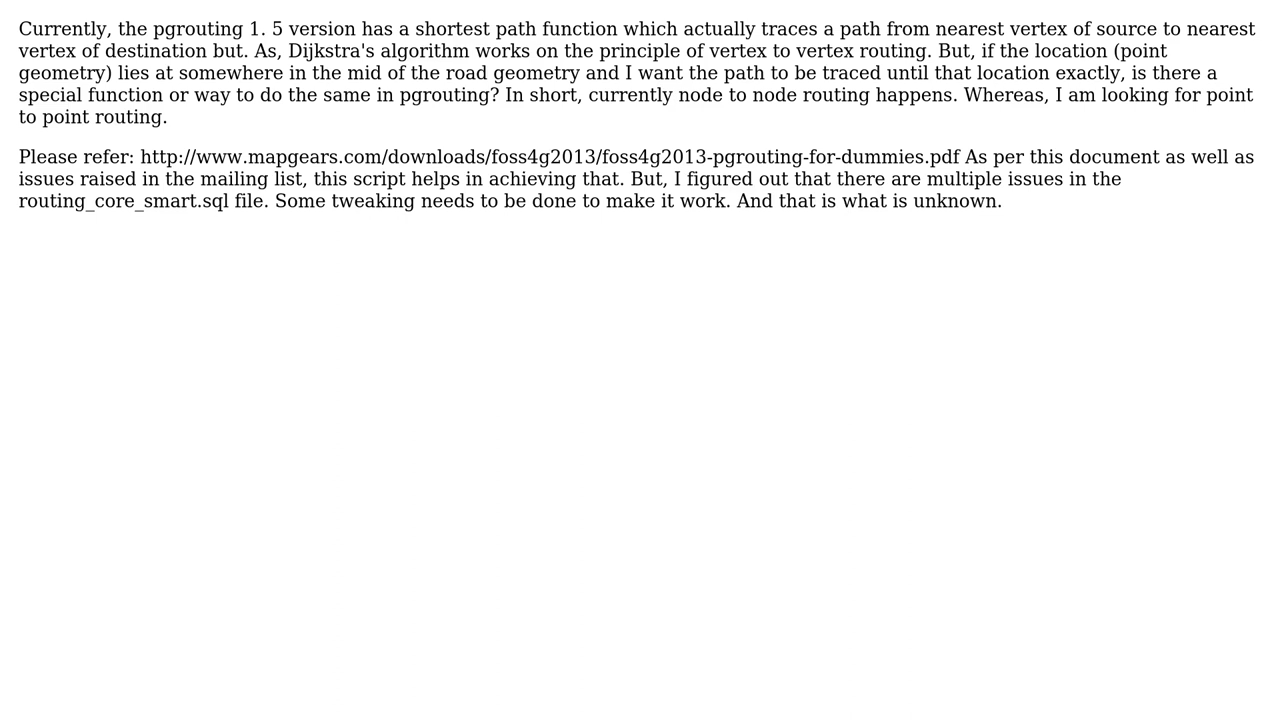 Currently, the pgrouting 1. 5 version has a shortest path function which actually traces a path from nearest vertex of source to nearest
vertex of destination but. As, Dijkstra's algorithm works on the principle of vertex to vertex routing. But, if the location (point
geometry) lies at somewhere in the mid of the road geometry and I want the path to be traced until that location exactly, is there a
special function or way to do the same in pgrouting? In short, currently node to node routing happens. Whereas, I am looking for point
to point routing.
Please refer: http://www.mapgears.com/downloads/foss4g2013/foss4g2013-pgrouting-for-dummies.pdf As per this document as well as
issues raised in the mailing list, this script helps in achieving that. But, I figured out that there are multiple issues in the
routing_core_smart.sql file. Some tweaking needs to be done to make it work. And that is what is unknown.